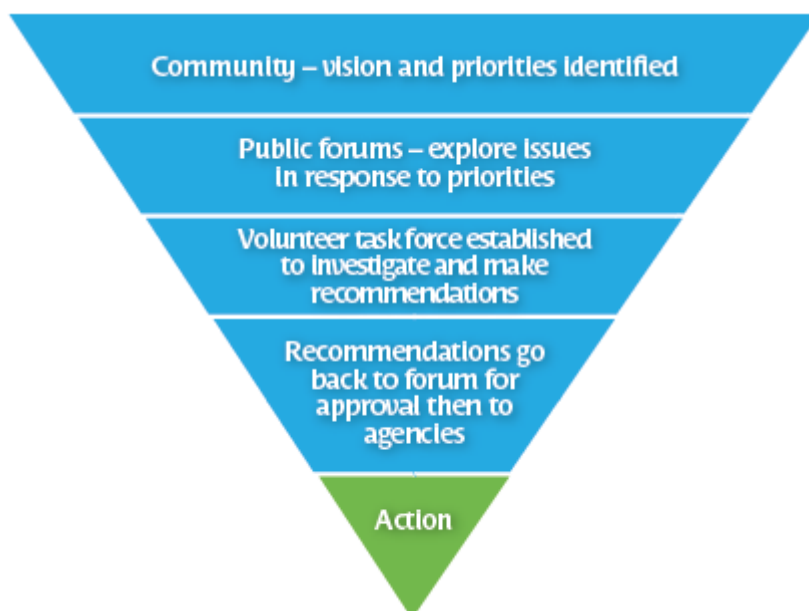 Community – vision and priorities identified
Public forums – explore issues
in response to priorities
Volunteer task force established
to investigate and make
recommendations
Recommendations go
back to forum for
approval then to
agencies
Action